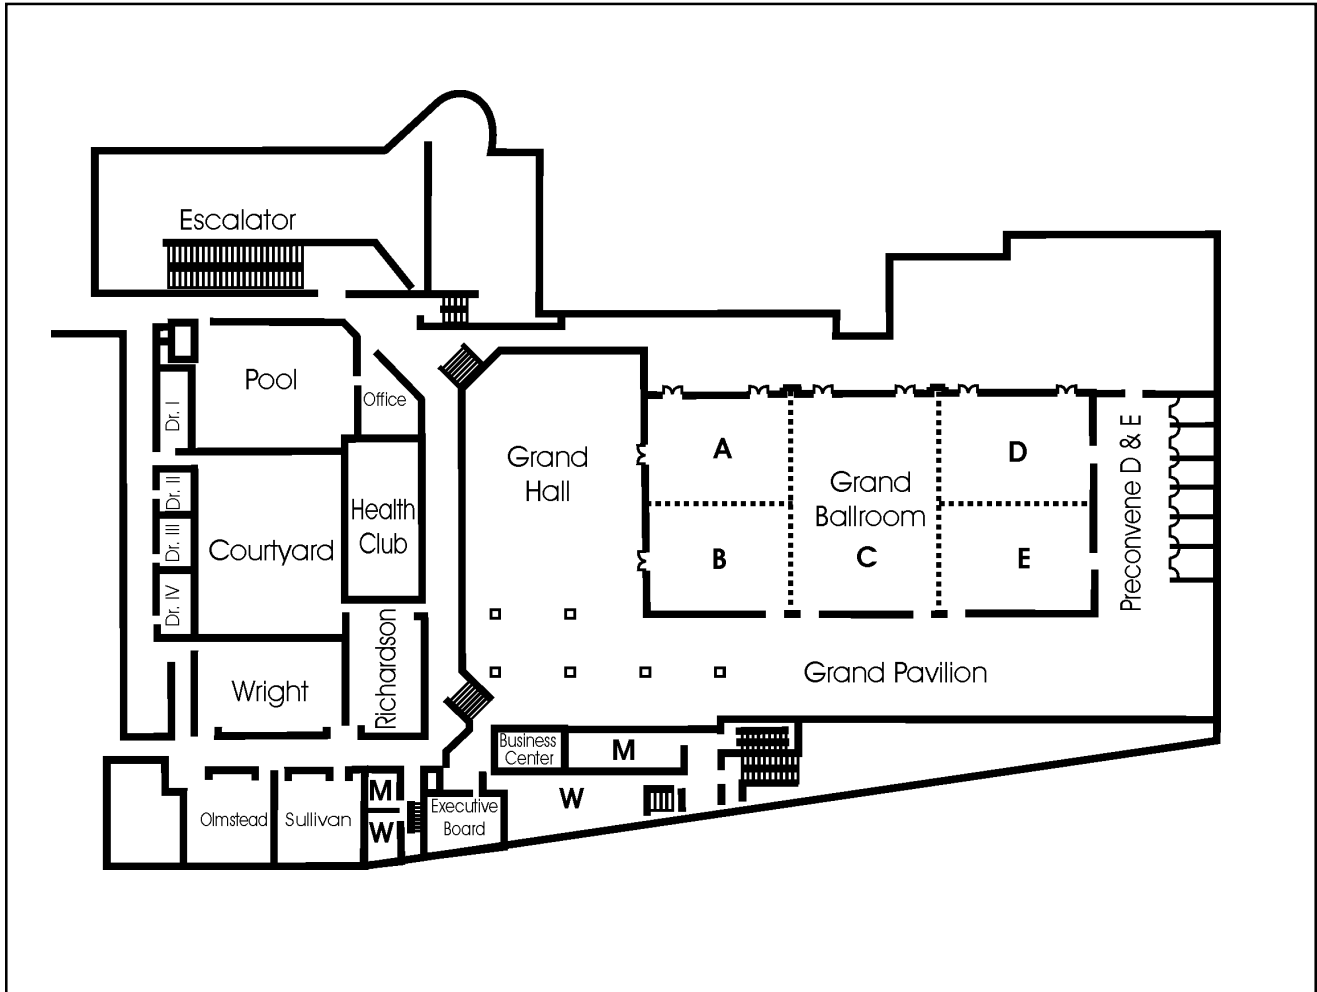 Escalator
Pool
Office
Dr. I
Dr. II
Dr. III
Dr. IV
Courtyard
Health
Club
Grand
Hall
A
B
Grand
Ballroom
C
D
E
Preconvene D & E
Richardson
Wright
Grand Pavilion
Business
Center
M
W
Olmstead
Sullivan
M
W
Executive
Board